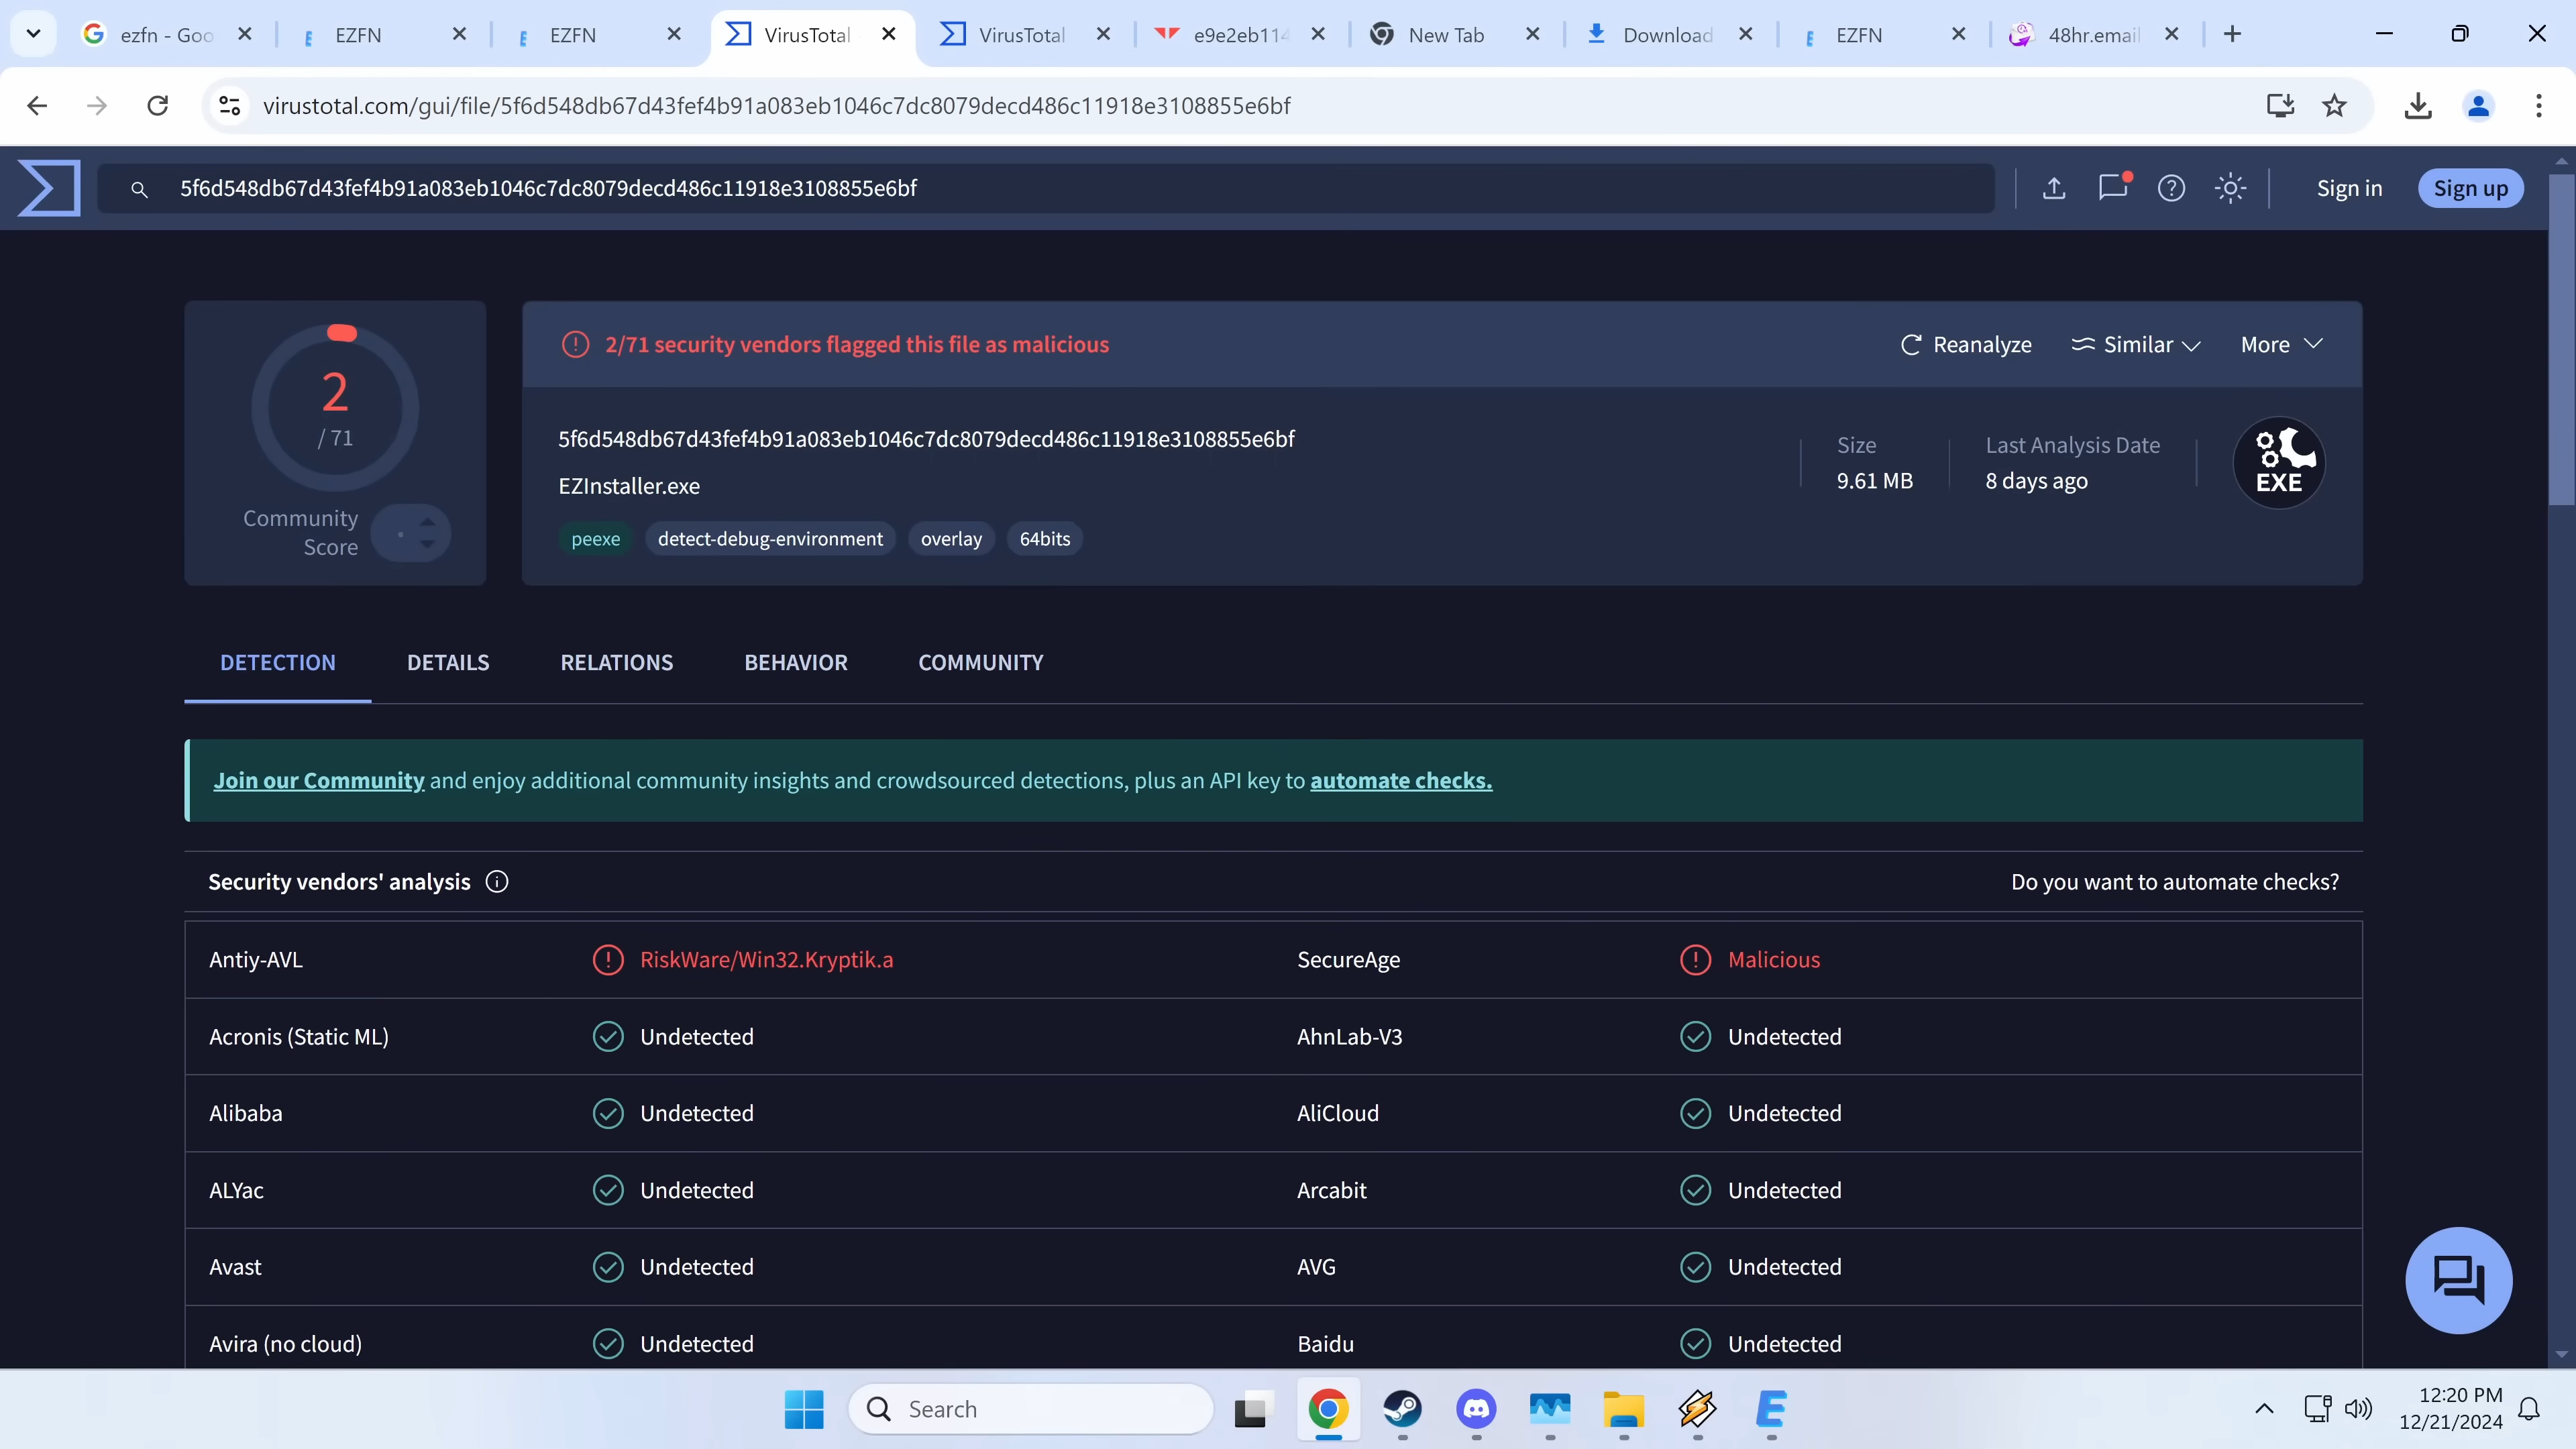 ezfn - Goo
EZFN
EZFN
VirusTotal
VirusTotal
e9e2eb114
New Tab
Download
EZFN
48hr.email
virustotal.com/gui/file/5f6d548db67d43fef4b91a083eb1046c7dc8079decd486c11918e3108855e6bf
5f6d548db67d43fef4b91a083eb1046c7dc8079decd486c11918e3108855e6bf
Sign in
Sign up
2
/ 71
Community
Score
2/71 security vendors flagged this file as malicious
Reanalyze
Similar
More
5f6d548db67d43fef4b91a083eb1046c7dc8079decd486c11918e3108855e6bf
EZInstaller.exe
peexe
detect-debug-environment
overlay
64bits
Size
9.61 MB
Last Analysis Date
8 days ago
EXE
DETECTION
DETAILS
RELATIONS
BEHAVIOR
COMMUNITY
Join our Community and enjoy additional community insights and crowdsourced detections, plus an API key to automate checks.
Security vendors' analysis
Do you want to automate checks?
Antiy-AVL
RiskWare/Win32.Kryptik.a
SecureAge
Malicious
Acronis (Static ML)
Undetected
AhnLab-V3
Undetected
Alibaba
Undetected
AliCloud
Undetected
ALYac
Undetected
Arcabit
Undetected
Avast
Undetected
AVG
Undetected
Avira (no cloud)
Undetected
Baidu
Undetected
Search
12:20 PM
12/21/2024